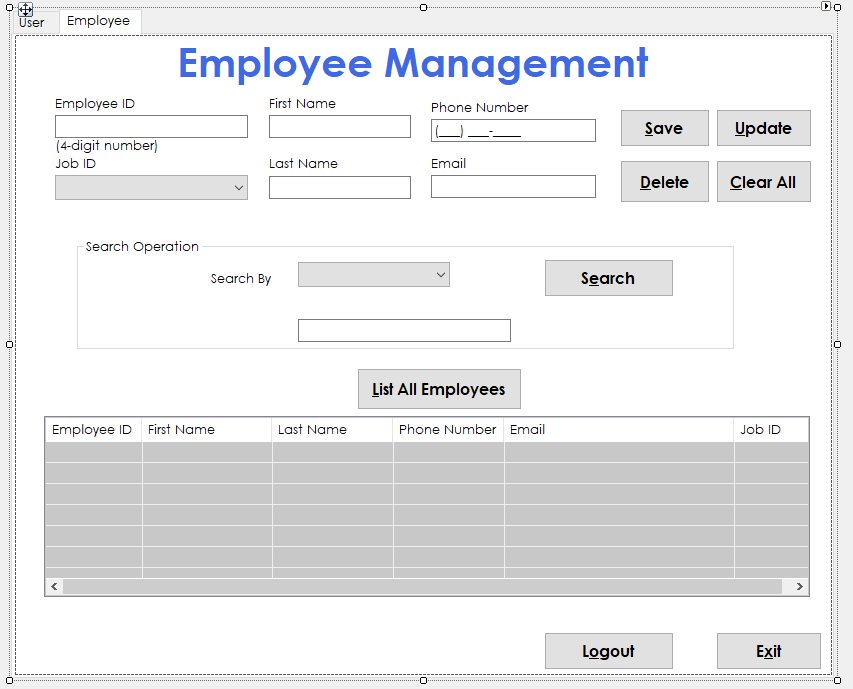 User Employee
Employee Management
Employee ID First Name Phone Number
(___) ___-____
Save Update
(4-digit number)
Job ID Last Name Email
Delete Clear All
Search Operation
Search By Search
List All Employees
Employee ID First Name Last Name Phone Number Email Job ID
Logout Exit